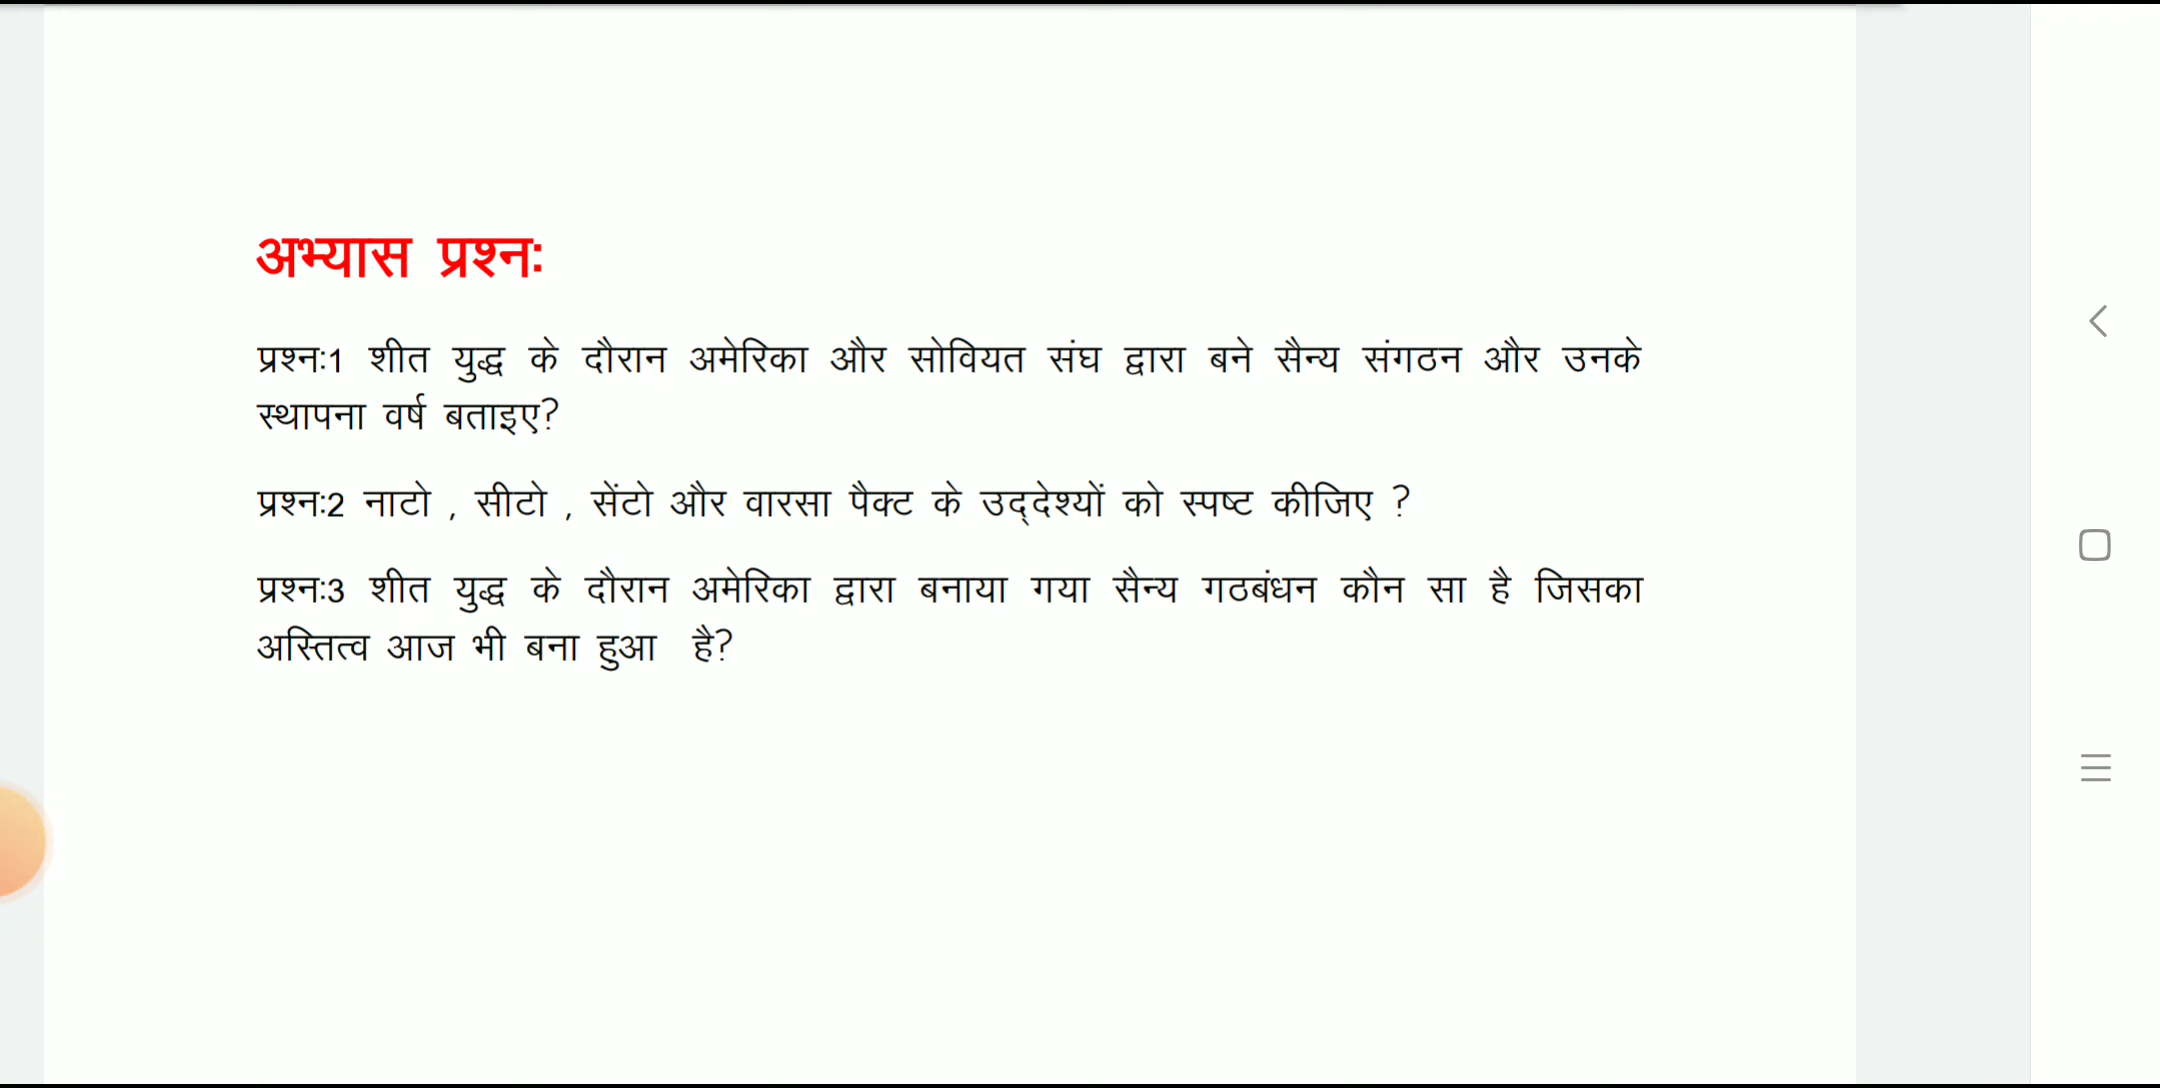 अभ्यास प्रश्नः
प्रश्नः1 शीत युद्ध के दौरान अमेरिका और सोवियत संघ द्वारा बने सैन्य संगठन और उनके
स्थापना वर्ष बताइए?
प्रश्नः2 नाटो , सीटो , सेंटो और वारसा पैक्ट के उद्देश्यों को स्पष्ट कीजिए ?
प्रश्नः3 शीत युद्ध के दौरान अमेरिका द्वारा बनाया गया सैन्य गठबंधन कौन सा है जिसका
अस्तित्व आज भी बना हुआ है?